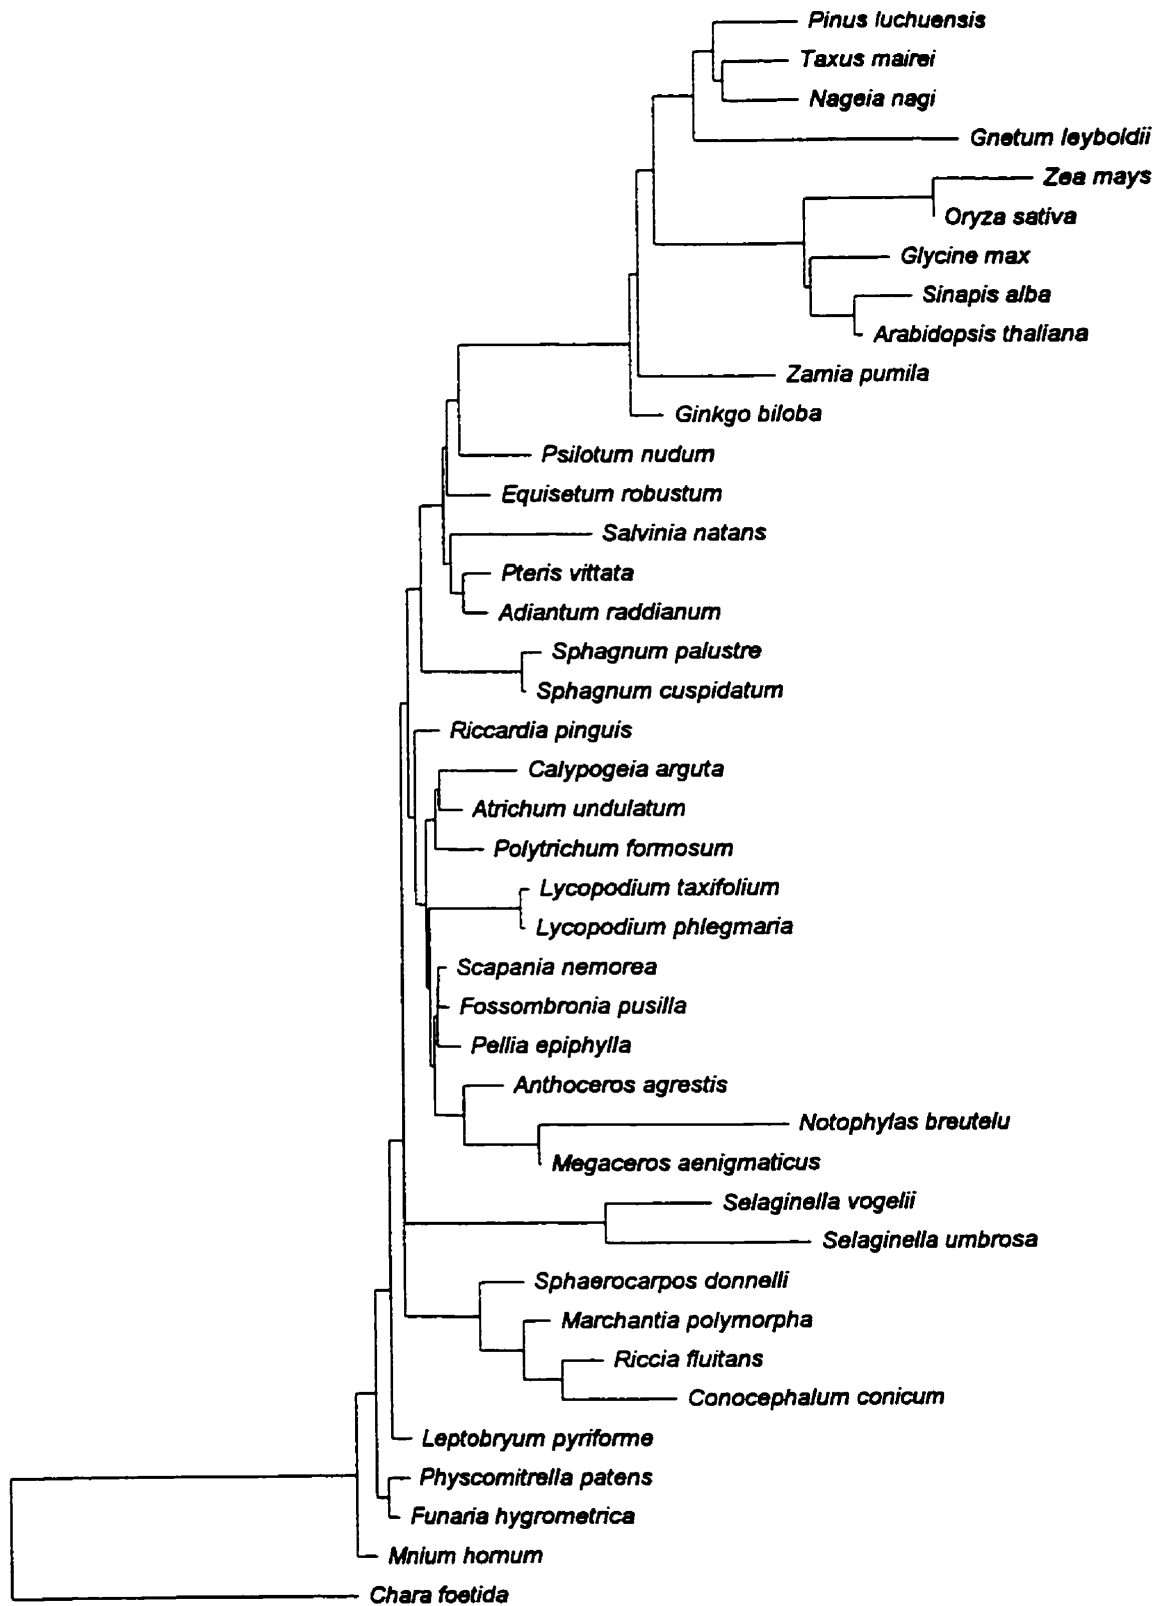 Pinus luchuensis
Taxus mairei
Nageia nagi
Gnetum leyboldii
Zea mays
Oryza sativa
Glycine max
Sinapis alba
Arabidopsis thaliana
Zamia pumila
Ginkgo biloba
Psilotum nudum
Equisetum robustum
Salvinia natans
Pteris vittata
Adiantum raddianum
Sphagnum palustre
Sphagnum cuspidatum
Riccardia pinguis
Calypogeia arguta
Atrichum undulatum
Polytrichum formosum
Lycopodium taxifolium
Lycopodium phlegmaria
Scapania nemorea
Fossombronia pusilla
Pellia epiphylla
Anthoceros agrestis
Notophylas breutelu
Megaceros aenigmaticus
Selaginella vogelii
Selaginella umbrosa
Sphaerocarpos donnelli
Marchantia polymorpha
Riccia fluitans
Conocephalum conicum
Leptobryum pyriforme
Physcomitrella patens
Funaria hygrometrica
Mnium hornum
Chara foetida